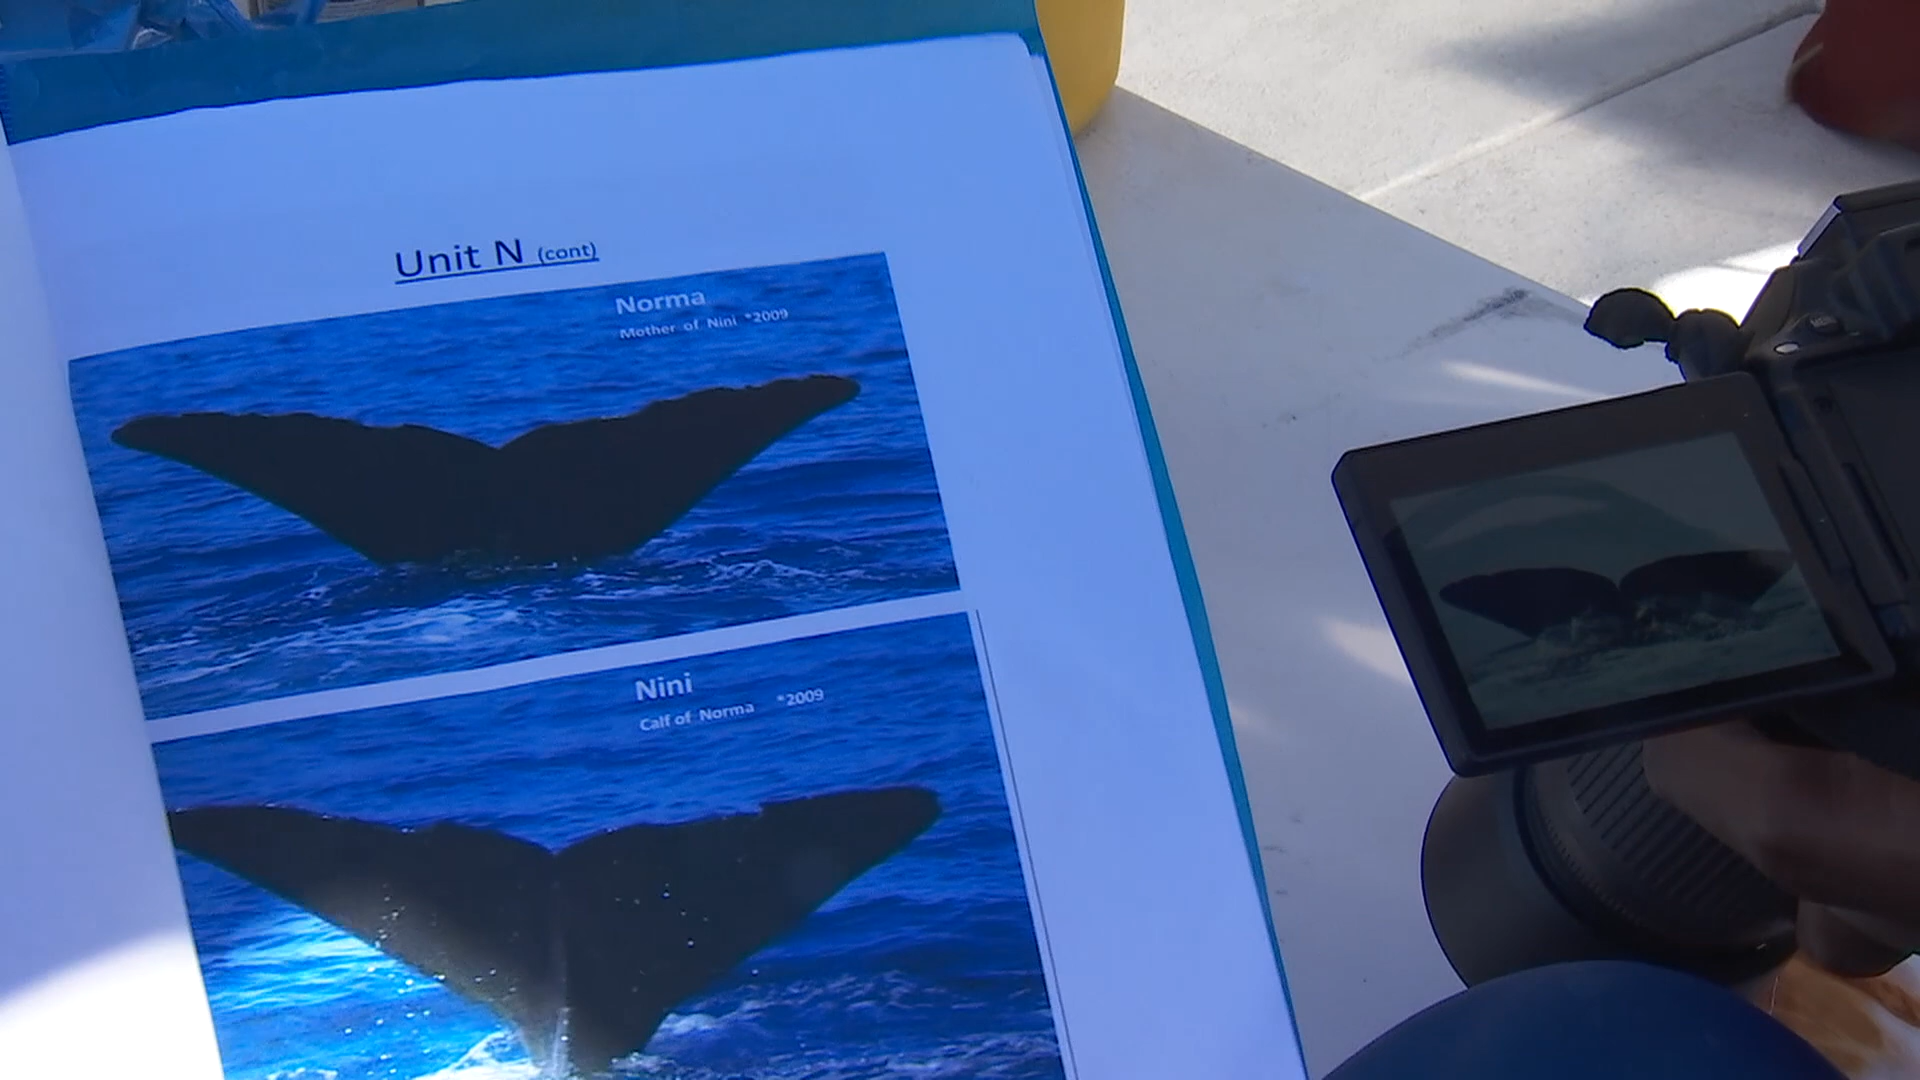 Unit N (cont)
Norma
Mother of Nini *2009
Nini
Calf of Norma *2009